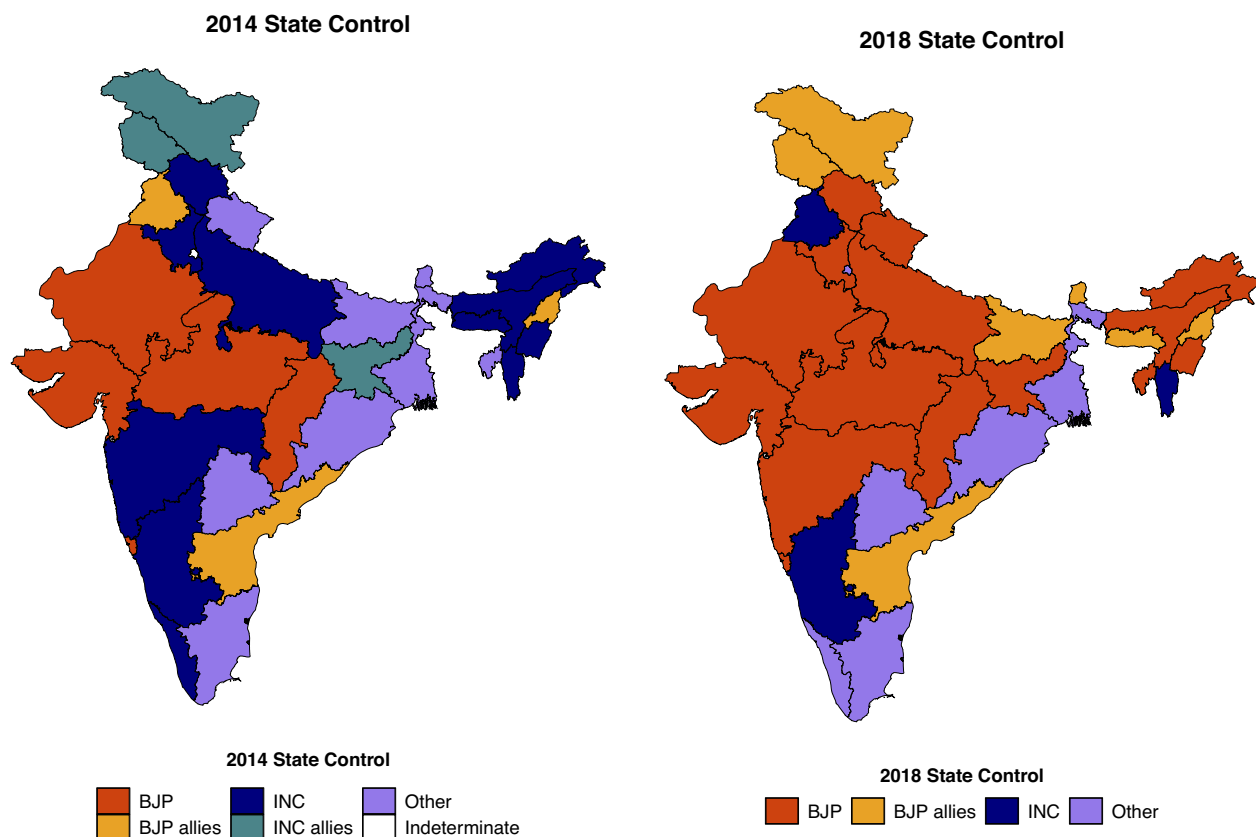 2014 State Control
2018 State Control
2014 State Control
BJP
INC
Other
BJP allies
INC allies
Indeterminate
2018 State Control
BJP
BJP allies
INC
Other